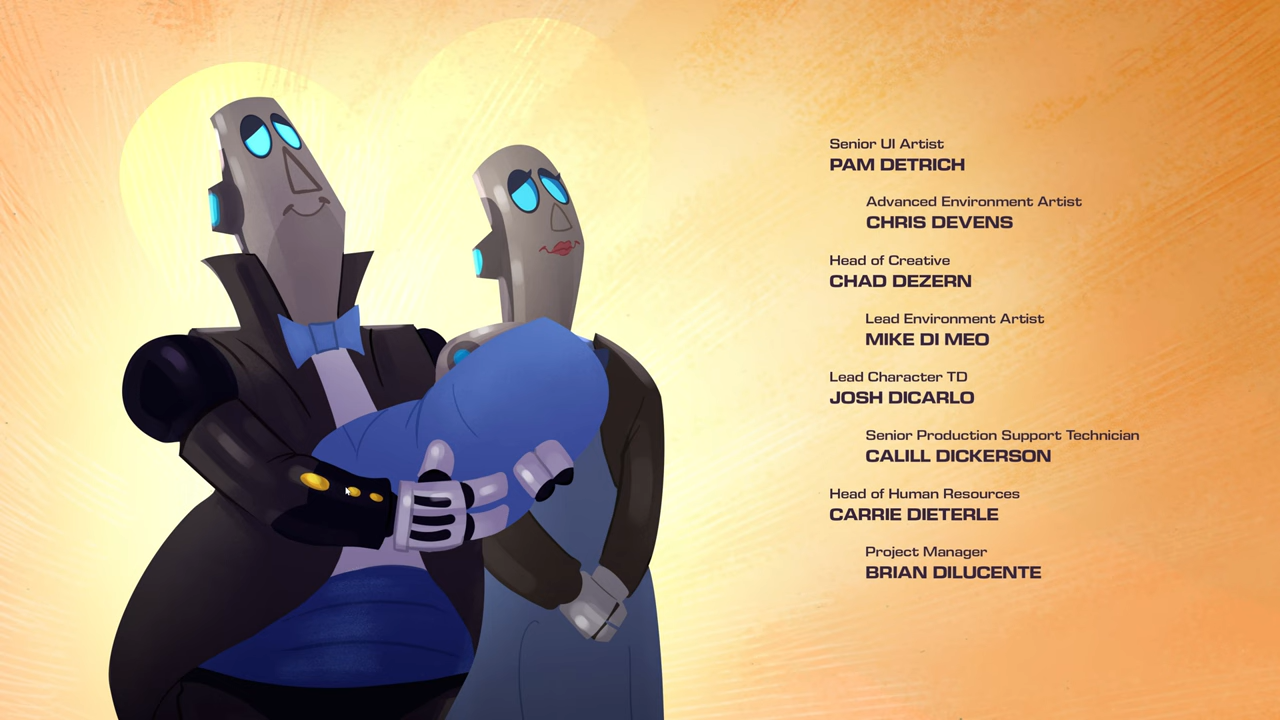 Senior UI Artist
PAM DETRICH
Advanced Environment Artist
CHRIS DEVENS
Head of Creative
CHAD DEZERN
Lead Environment Artist
MIKE DI MEO
Lead Character TD
JOSH DICARLO
Senior Production Support Technician
CALILL DICKERSON
Head of Human Resources
CARRIE DIETERLE
Project Manager
BRIAN DILUCENTE